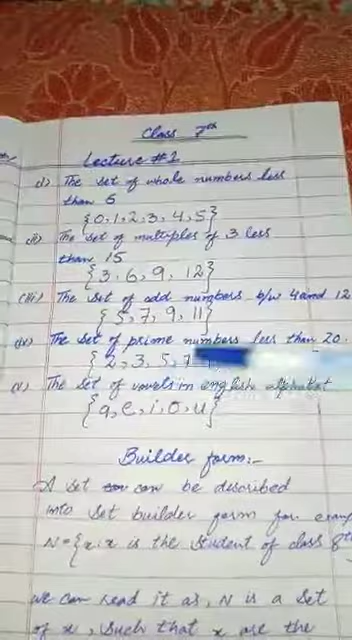 Class 7th
Lecture #1
i) The set of whole numbers less
than 6
{0,1,2,3,4,5}
ii) The set of multiples of 3 less
than 15
{3,6,9,12}
(iii) The set of odd numbers b/w 4 and 12
{5,7,9,11}
(iv) The set of prime numbers less than 20.
{2,3,5,7
(v) The set of vowels in english alphabet
{a,e,i,o,u}
Builder form:-
A set can be described
into set builder form for
N={x:x is the student of class 8th
we can read it as, N is a set
of x, such that x are the